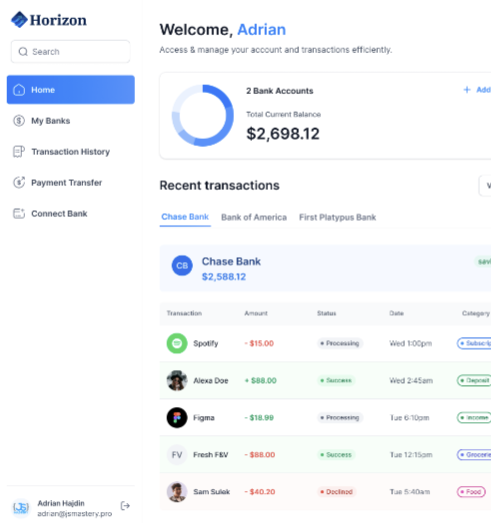 Horizon
Search
Home
My Banks
Transaction History
Payment Transfer
Connect Bank
Adrian Hajdin
adrian@jsmastery.pro
Welcome, Adrian
Access & manage your account and transactions efficiently.
2 Bank Accounts
+ Add
Total Current Balance
$2,698.12
Recent transactions
V
Chase Bank Bank of America First Platypus Bank
CB
Chase Bank
savi
$2,588.12
Transaction Amount Status Date Category
Spotify - $15.00 Processing Wed 1:00pm Subscrip
Alexa Doe + $88.00 Success Wed 2:45am Deposit
Figma - $18.99 Processing Tue 6:10pm Income
FV Fresh F&V - $88.00 Success Tue 12:15pm Grocerie
Sam Sulek - $40.20 Declined Tue 5:40am Food